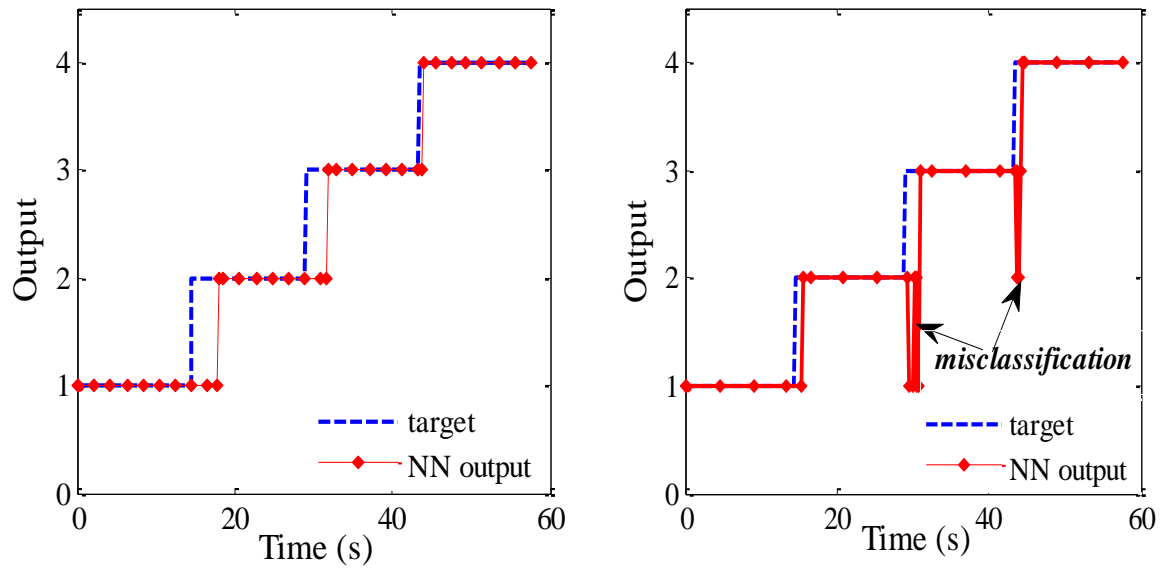 4
3
2
1
0
Output
target
NN output
0 20 40 60
Time (s)
4
3
2
1
0
Output
misclassification
target
NN output
0 20 40 60
Time (s)